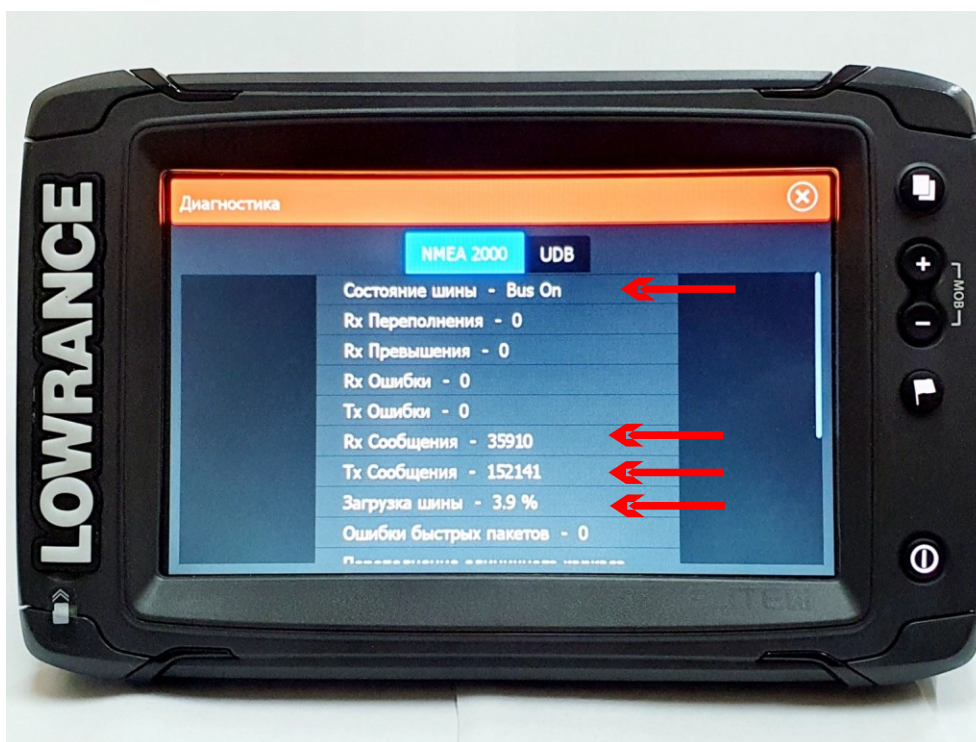 LOWRANCE
Диагностика
NMEA 2000 UDB
Состояние шины - Bus On
Rx Переполнения - 0
Rx Превышения - 0
Rx Ошибки - 0
Tx Ошибки - 0
Rx Сообщения - 35910
Tx Сообщения - 152141
Загрузка шины - 3.9 %
Ошибки быстрых пакетов - 0
+
MOB
-